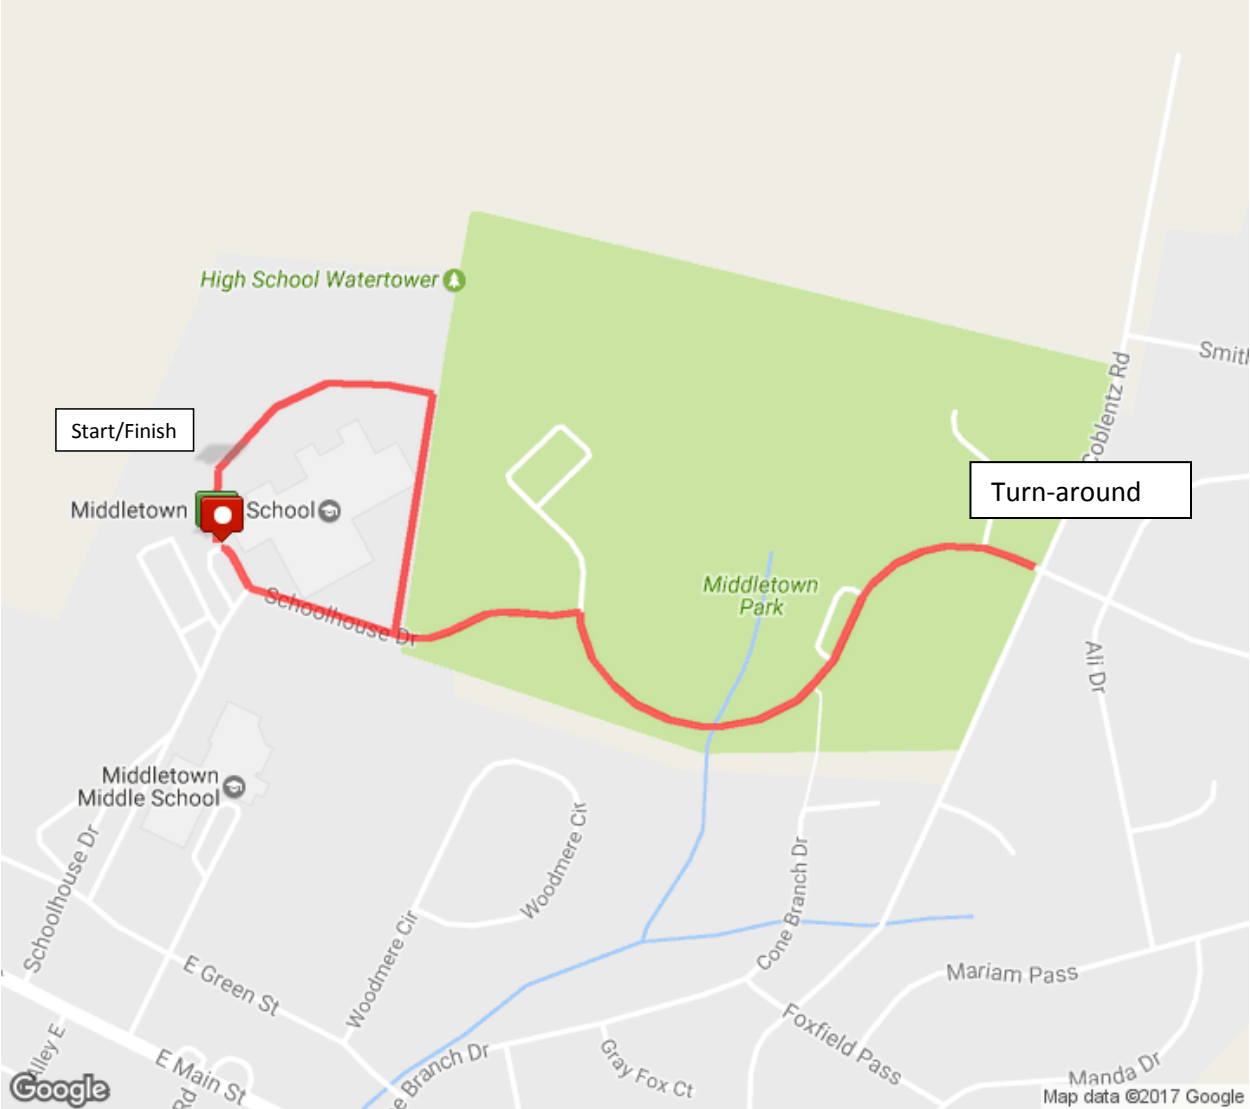 High School Watertower
Smith
Coblentz Rd
Start/Finish
Turn-around
Middletown School
Middletown
Park
Schoolhouse Dr
Ali Dr
Middletown
Middle School
Woodmere Cir
Cone Branch Dr
Schoolhouse Dr
Woodmere Cir
E Green St
Mariam Pass
Foxfield Pass
Gray Fox Ct
Branch Dr
Alley E
E Main St
Rd
Manda Dr
Google
Map data ©2017 Google